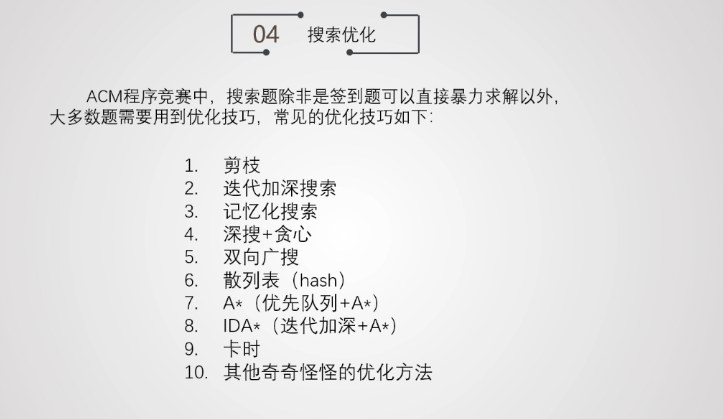 04 搜索优化
ACM程序竞赛中，搜索题除非是签到题可以直接暴力求解以外，
大多数题需要用到优化技巧，常见的优化技巧如下：
1. 剪枝
2. 迭代加深搜索
3. 记忆化搜索
4. 深搜+贪心
5. 双向广搜
6. 散列表（hash）
7. A*（优先队列+A*）
8. IDA*（迭代加深+A*）
9. 卡时
10. 其他奇奇怪怪的优化方法